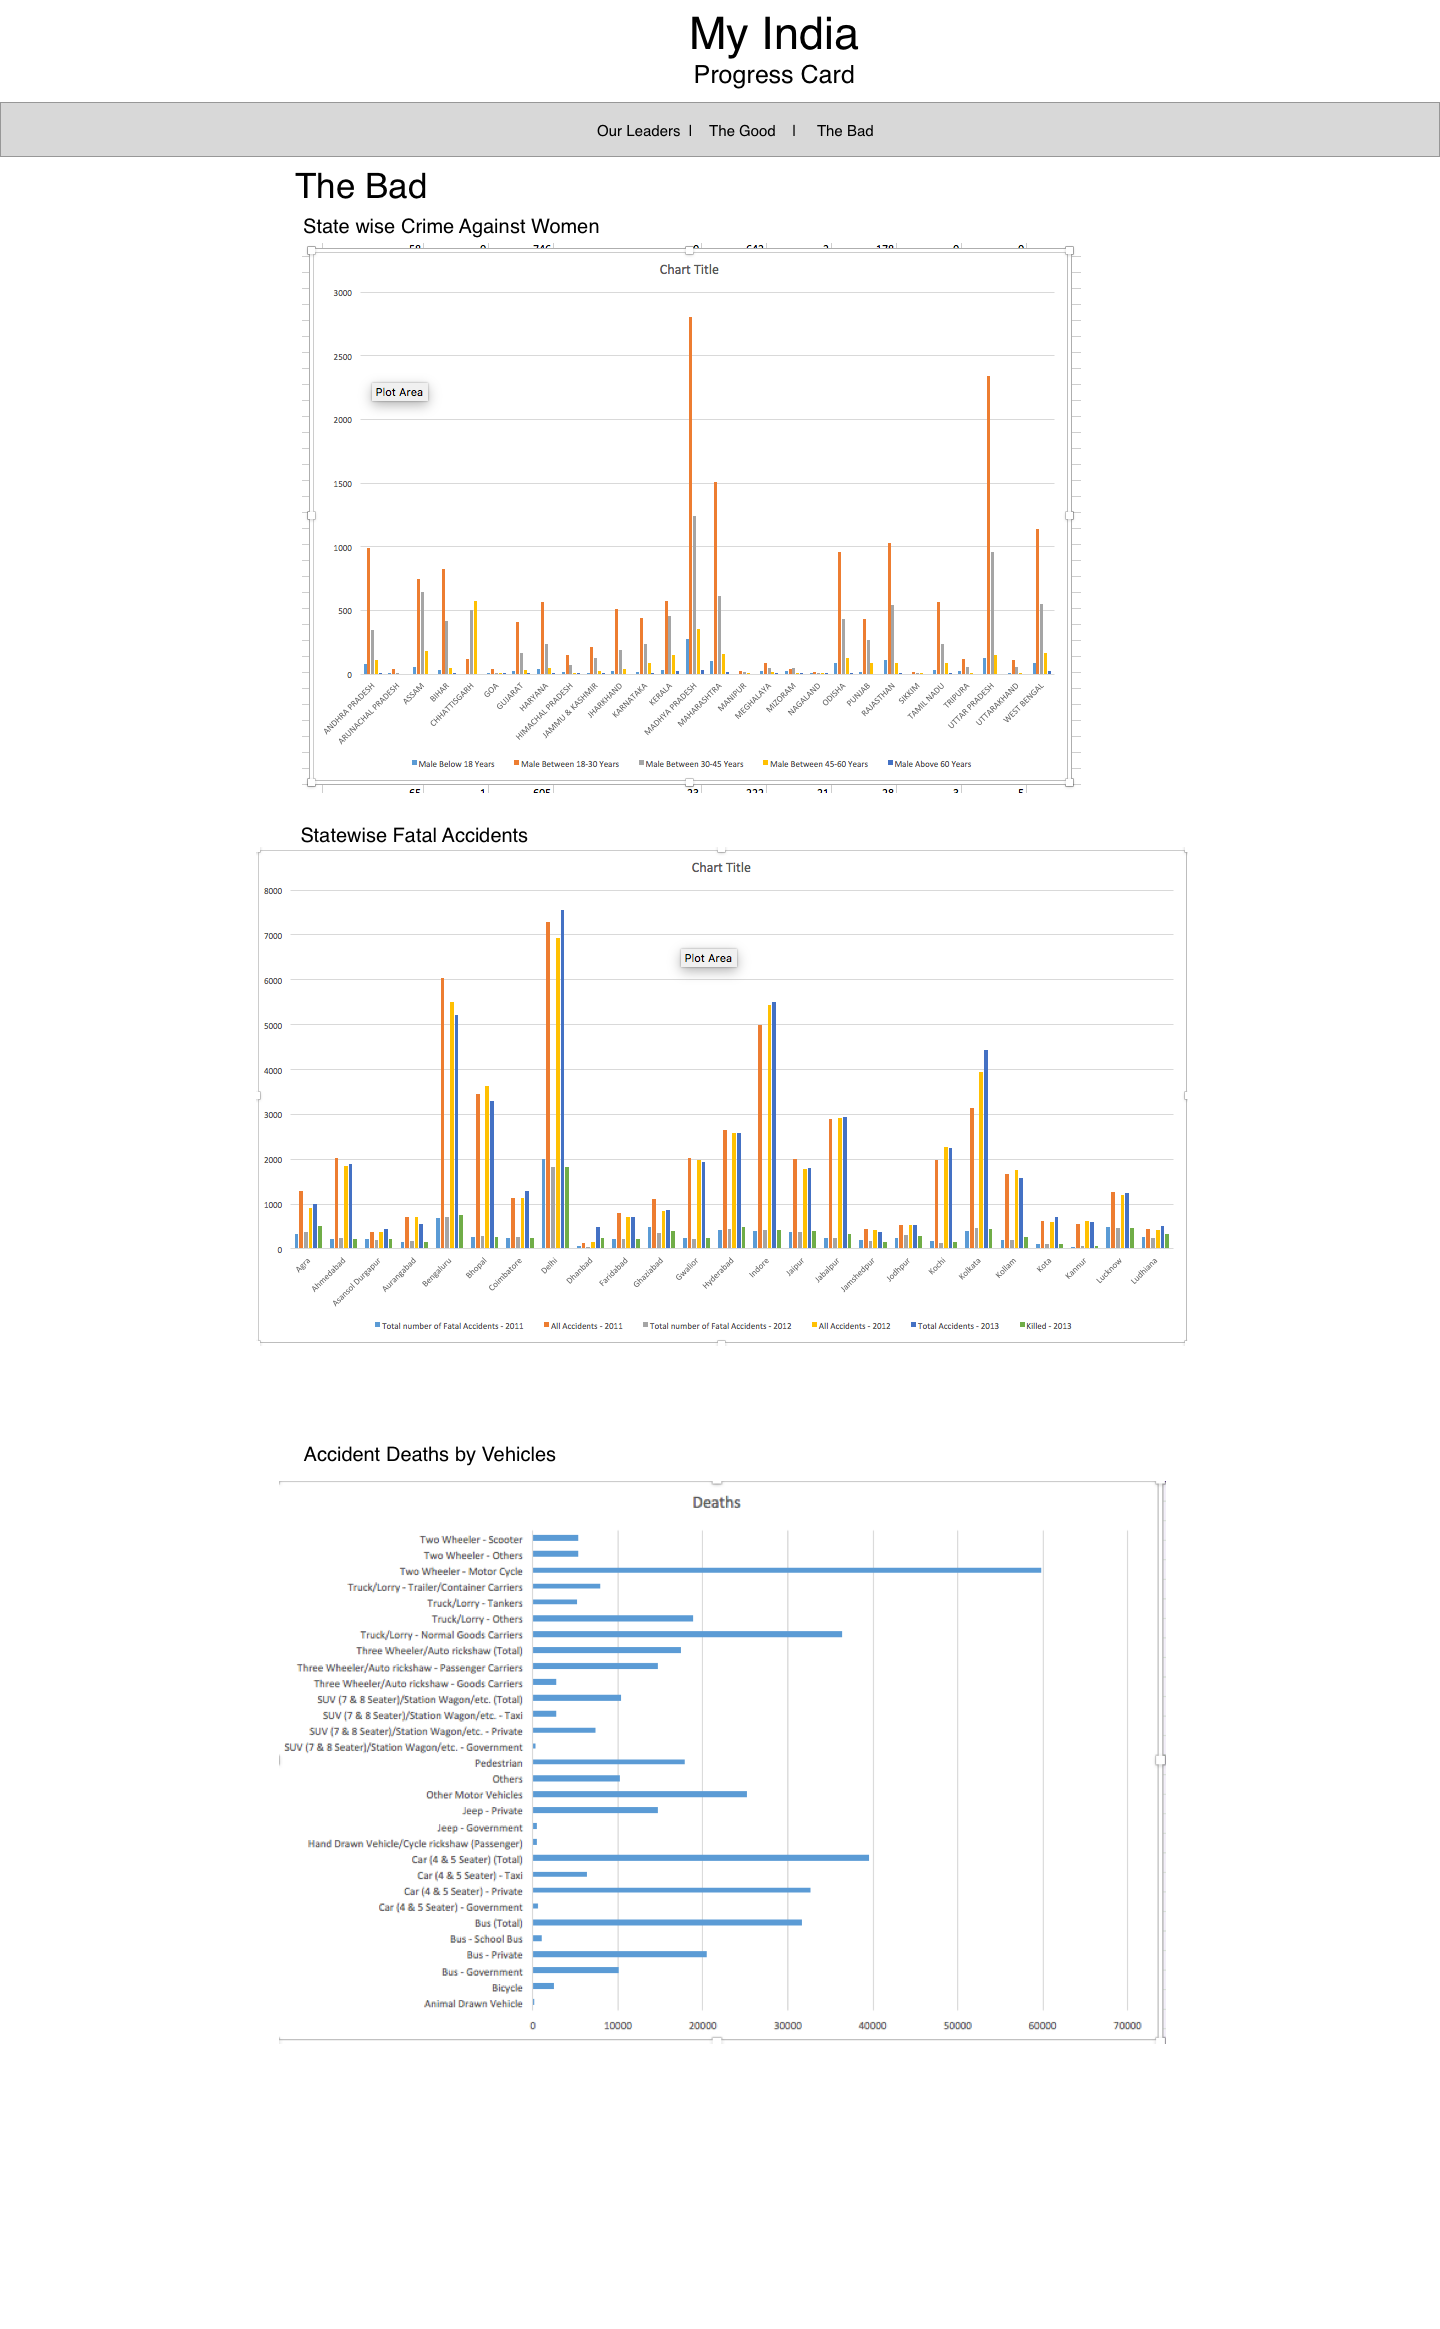 My India
Progress Card
Our Leaders | The Good | The Bad
The Bad
State wise Crime Against Women
Chart Title
3000
2500
Plot Area
2000
1500
1000
500
0
ANDHRA PRADESH
ARUNACHAL PRADESH
ASSAM
BIHAR
CHHATTISGARH
GOA
GUJARAT
HARYANA
HIMACHAL PRADESH
JAMMU & KASHMIR
JHARKHAND
KARNATAKA
KERALA
MADHYA PRADESH
MAHARASHTRA
MANIPUR
MEGHALAYA
MIZORAM
NAGALAND
ODISHA
PUNJAB
RAJASTHAN
SIKKIM
TAMIL NADU
TRIPURA
UTTAR PRADESH
UTTARAKHAND
WEST BENGAL
Male Below 18 Years Male Between 18-30 Years Male Between 30-45 Years Male Between 45-60 Years Male Above 60 Years
Statewise Fatal Accidents
Chart Title
8000
7000
Plot Area
6000
5000
4000
3000
2000
1000
0
Agra
Ahmedabad
Asansol Durgapur
Aurangabad
Bengaluru
Bhopal
Coimbatore
Delhi
Dhanbad
Faridabad
Ghaziabad
Gwalior
Hyderabad
Indore
Jaipur
Jabalpur
Jamshedpur
Jodhpur
Kochi
Kolkata
Kollam
Kota
Kannur
Lucknow
Ludhiana
Total number of Fatal Accidents - 2011 All Accidents - 2011 Total number of Fatal Accidents - 2012 All Accidents - 2012 Total Accidents - 2013 Killed - 2013
Accident Deaths by Vehicles
Deaths
Two Wheeler - Scooter
Two Wheeler - Others
Two Wheeler - Motor Cycle
Truck/Lorry - Trailer/Container Carriers
Truck/Lorry - Tankers
Truck/Lorry - Others
Truck/Lorry - Normal Goods Carriers
Three Wheeler/Auto rickshaw (Total)
Three Wheeler/Auto rickshaw - Passenger Carriers
Three Wheeler/Auto rickshaw - Goods Carriers
SUV (7 & 8 Seater)/Station Wagon/etc. (Total)
SUV (7 & 8 Seater)/Station Wagon/etc. - Taxi
SUV (7 & 8 Seater)/Station Wagon/etc. - Private
SUV (7 & 8 Seater)/Station Wagon/etc. - Government
Pedestrian
Others
Other Motor Vehicles
Jeep - Private
Jeep - Government
Hand Drawn Vehicle/Cycle rickshaw (Passenger)
Car (4 & 5 Seater) (Total)
Car (4 & 5 Seater) - Taxi
Car (4 & 5 Seater) - Private
Car (4 & 5 Seater) - Government
Bus (Total)
Bus - School Bus
Bus - Private
Bus - Government
Bicycle
Animal Drawn Vehicle
0 10000 20000 30000 40000 50000 60000 70000